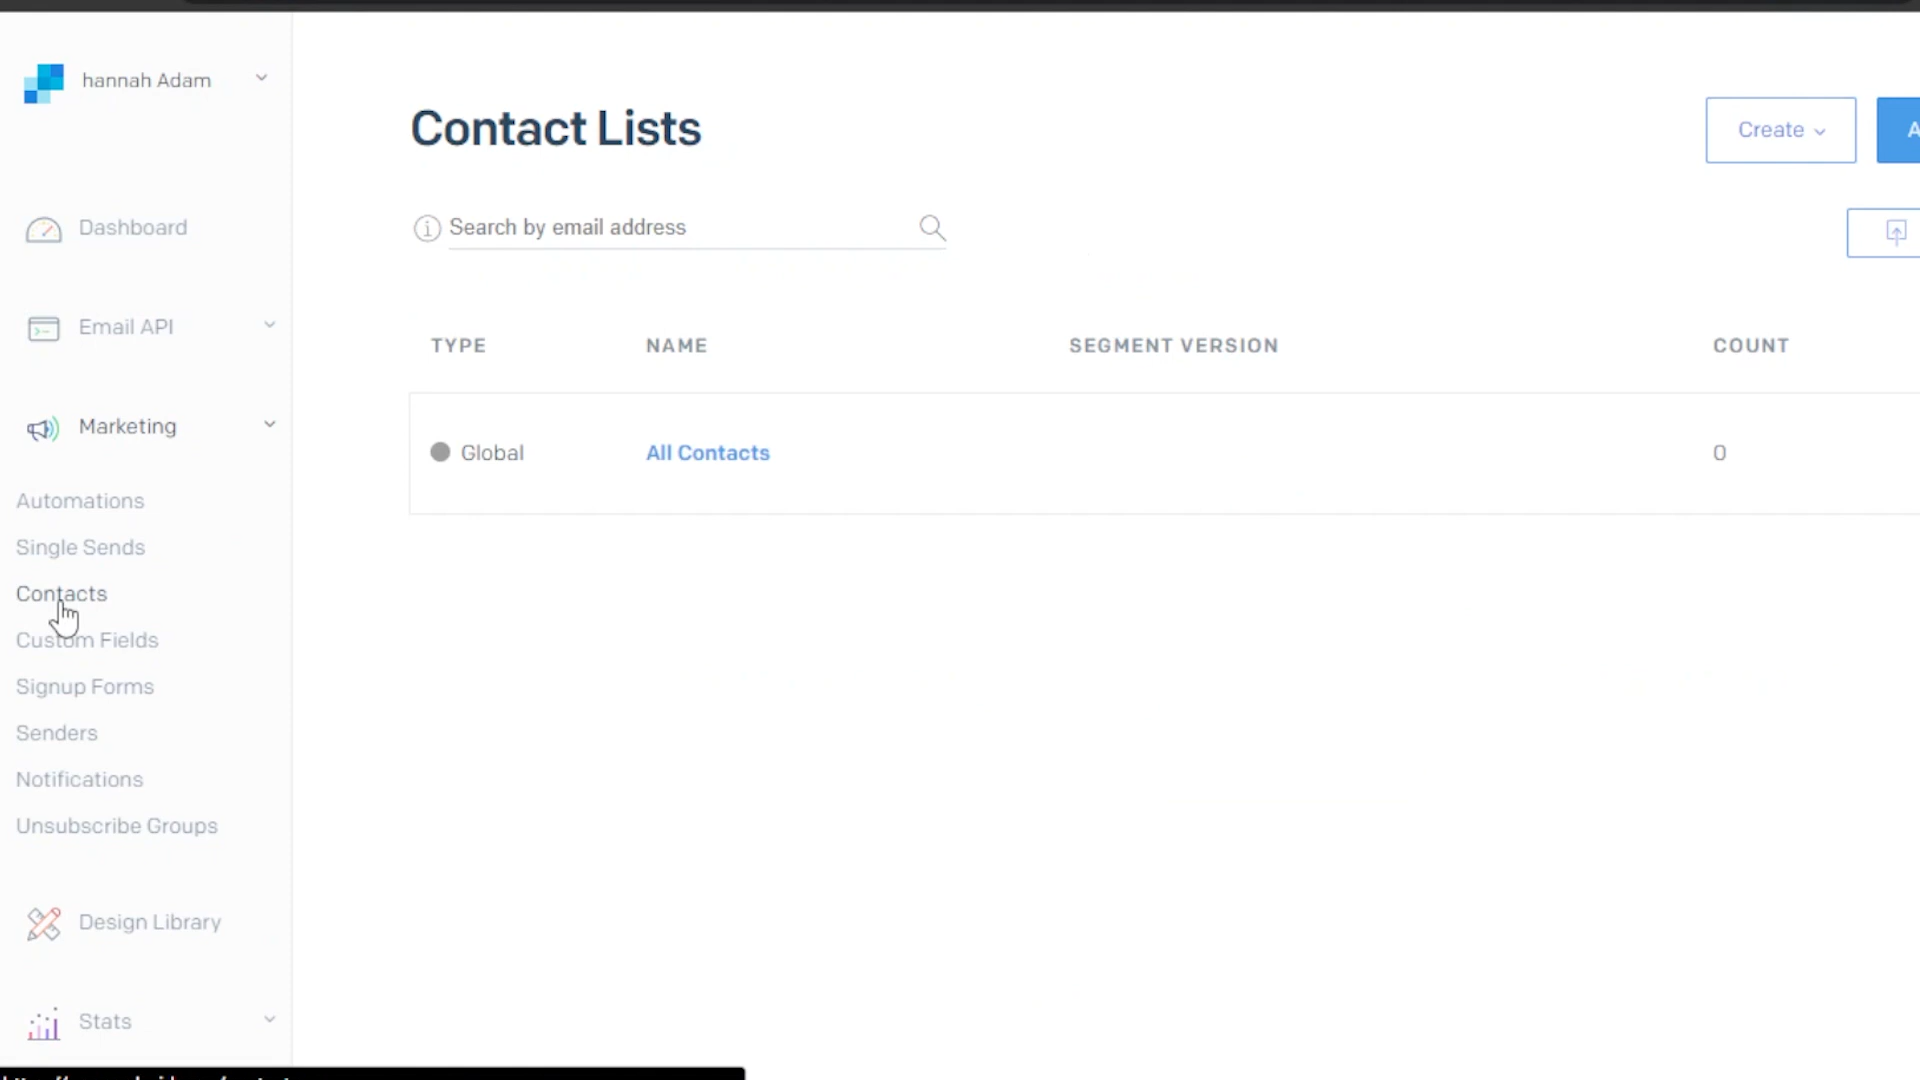 hannah Adam
Contact Lists
Create
A
Search by email address
Dashboard
Email API
TYPE
NAME
SEGMENT VERSION
COUNT
Marketing
Global
All Contacts
0
Automations
Single Sends
Contacts
Custom Fields
Signup Forms
Senders
Notifications
Unsubscribe Groups
Design Library
Stats